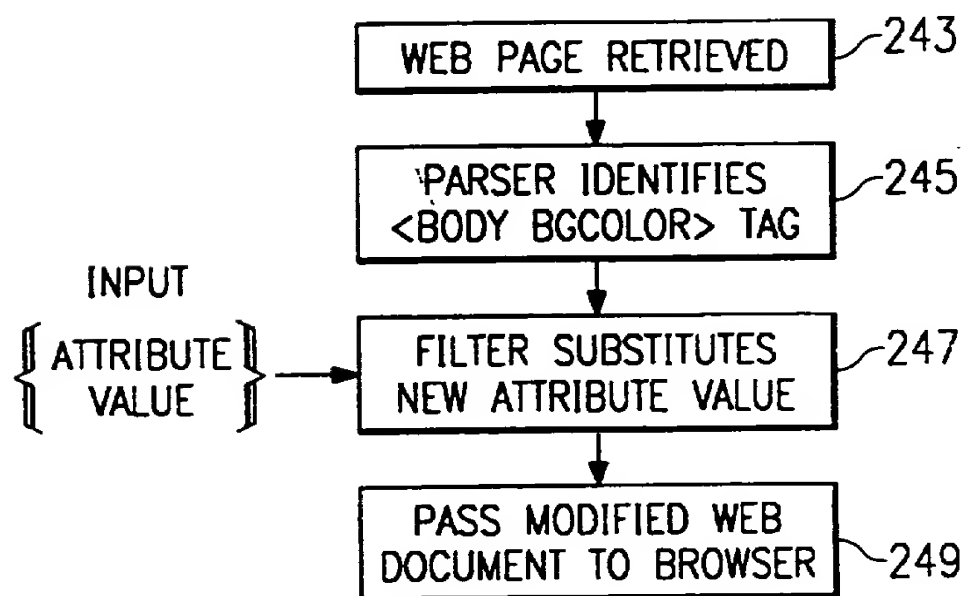 WEB PAGE RETRIEVED
243
PARSER IDENTIFIES
<BODY BGCOLOR> TAG
245
INPUT
ATTRIBUTE
VALUE
FILTER SUBSTITUTES
NEW ATTRIBUTE VALUE
247
PASS MODIFIED WEB
DOCUMENT TO BROWSER
249